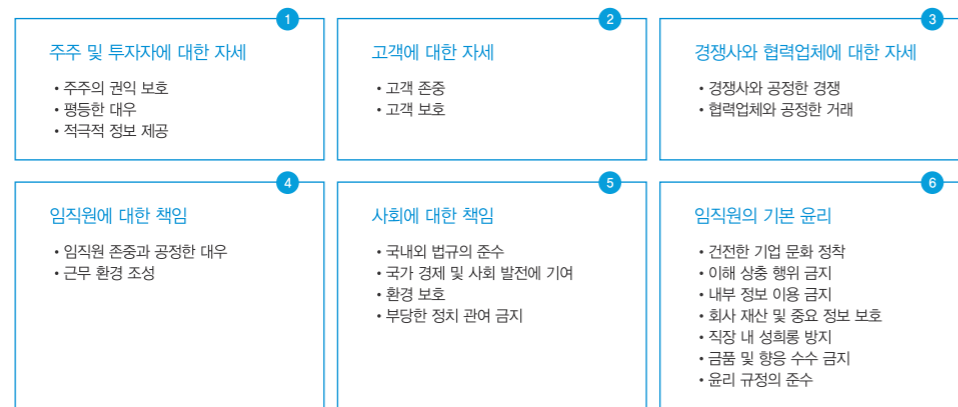 1
주주 및 투자자에 대한 자세
• 주주의 권익 보호
• 평등한 대우
• 적극적 정보 제공
2
고객에 대한 자세
• 고객 존중
• 고객 보호
3
경쟁사와 협력업체에 대한 자세
• 경쟁사와 공정한 경쟁
• 협력업체와 공정한 거래
4
임직원에 대한 책임
• 임직원 존중과 공정한 대우
• 근무 환경 조성
5
사회에 대한 책임
• 국내외 법규의 준수
• 국가 경제 및 사회 발전에 기여
• 환경 보호
• 부당한 정치 관여 금지
6
임직원의 기본 윤리
• 건전한 기업 문화 정착
• 이해 상충 행위 금지
• 내부 정보 이용 금지
• 회사 재산 및 중요 정보 보호
• 직장 내 성희롱 방지
• 금품 및 향응 수수 금지
• 윤리 규정의 준수